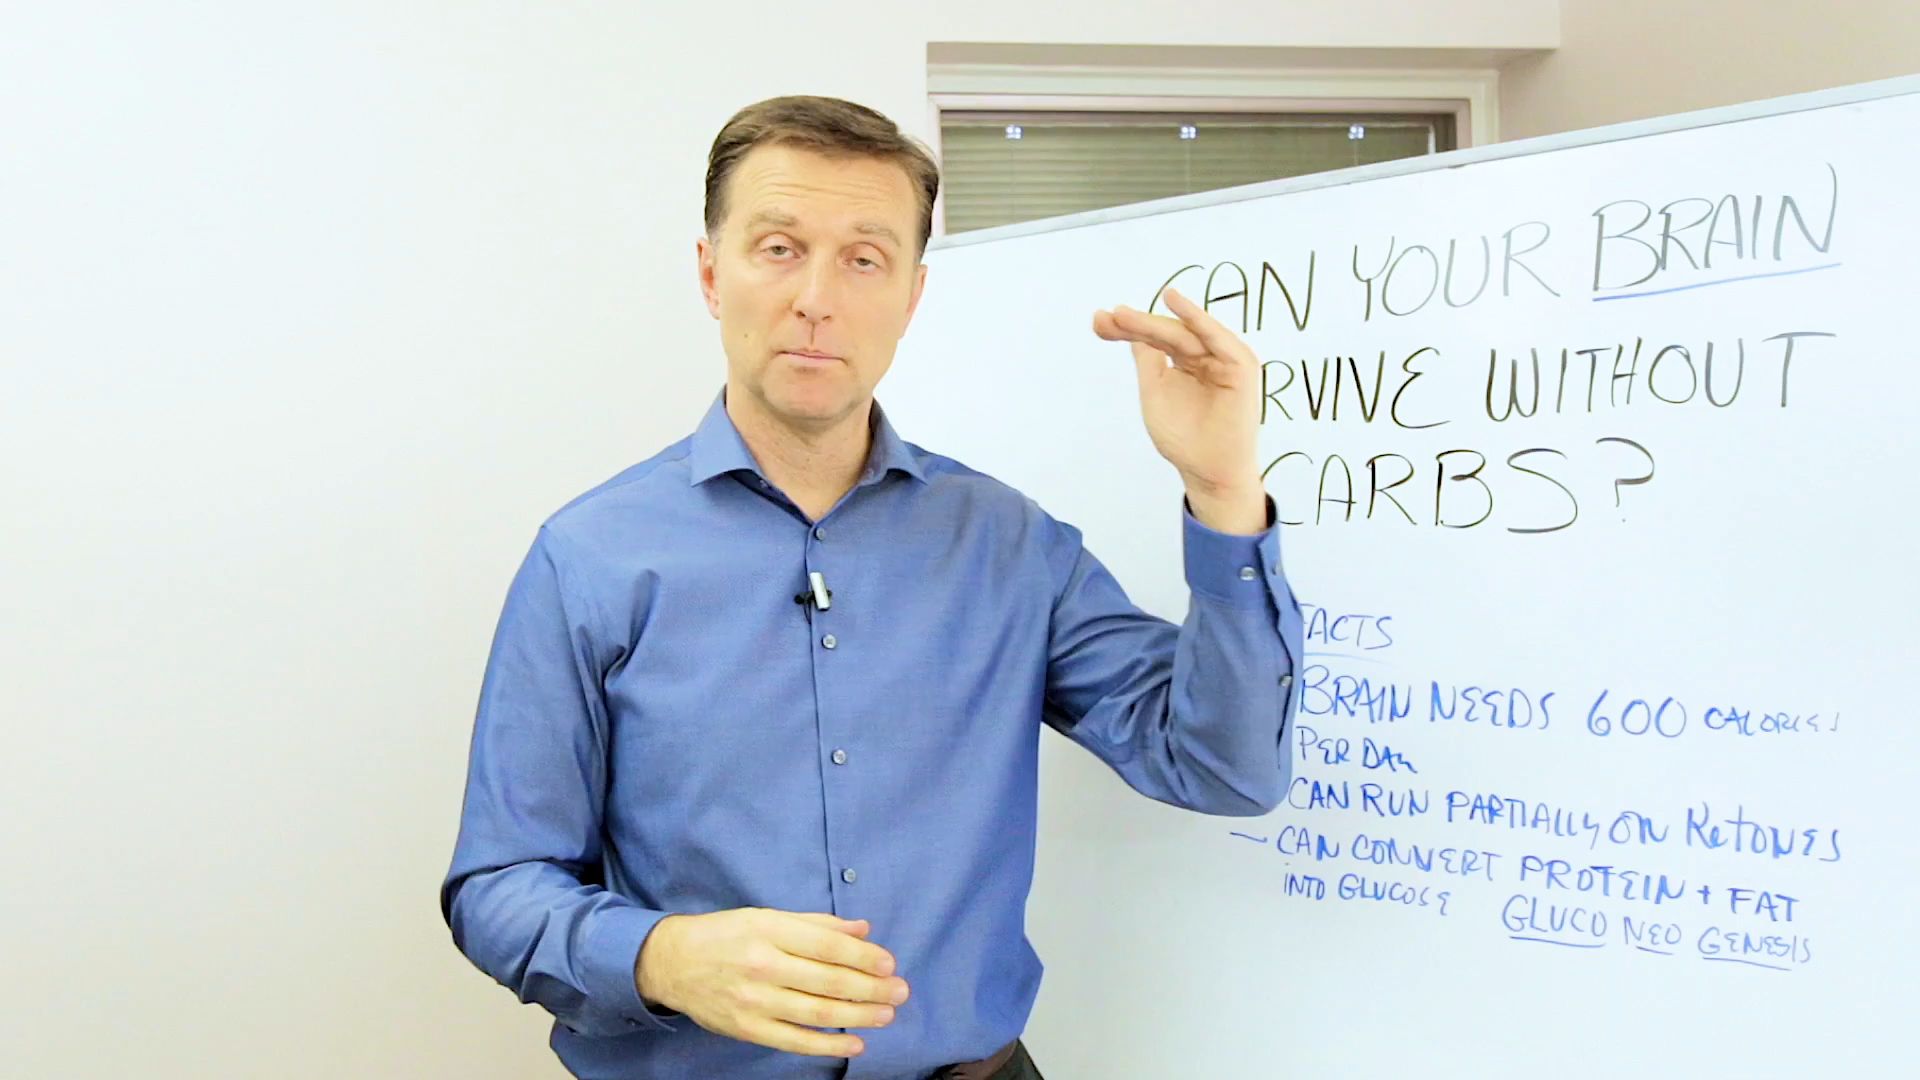 CAN YOUR BRAIN
RVIVE WITHOUT
CARBS?
FACTS
BRAIN NEEDS 600 CALORIES
PER DAY
CAN RUN PARTIALLY ON KETONES
- CAN CONVERT PROTEIN + FAT
INTO GLUCOSE GLUCO NEO GENESIS